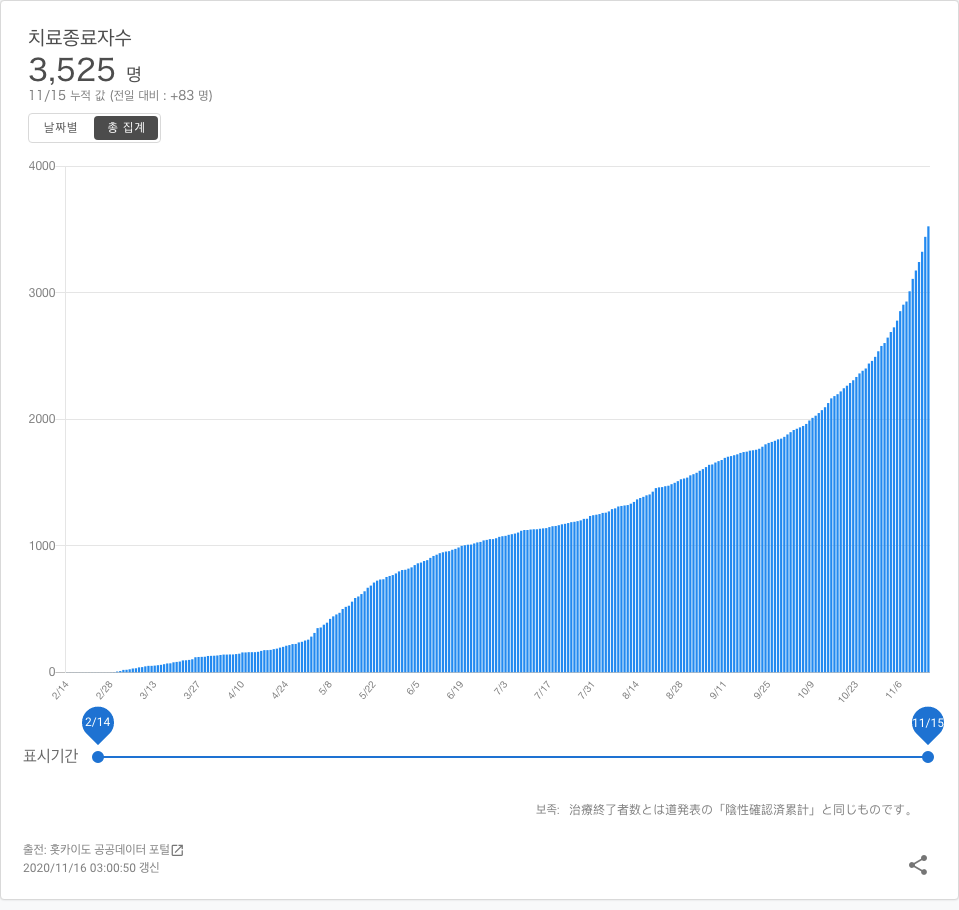 치료종료자수
3,525 명
11/15 누적 값 (전일 대비 : +83 명)
날짜별 총 집계
4000
3000
2000
1000
0
2/14 2/28 3/13 3/27 4/10 4/24 5/8 5/22 6/5 6/19 7/3 7/17 7/31 8/14 8/28 9/11 9/25 10/9 10/23 11/6
2/14 11/15
표시기간
보족: 治療終了者数とは道発表の「陰性確認済累計」と同じものです。
출전: 홋카이도 공공데이터 포털
2020/11/16 03:00:50 갱신